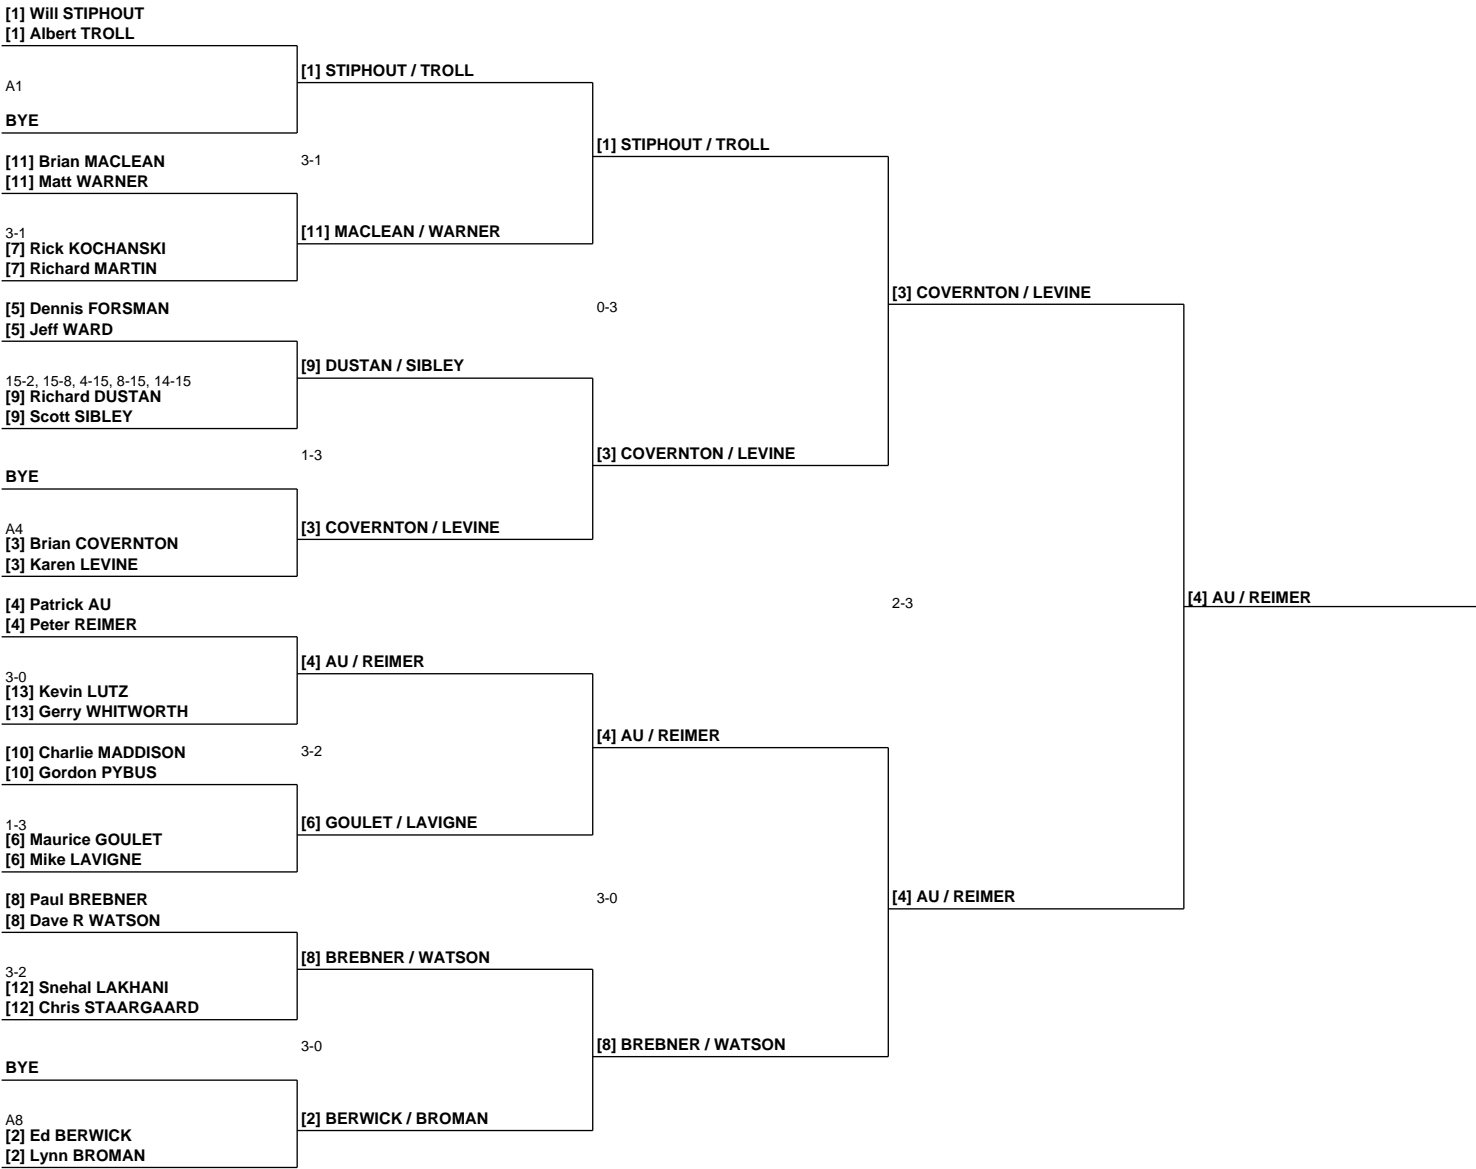 [1] Will STIPHOUT
[1] Albert TROLL
[1] STIPHOUT / TROLL
A1
BYE
[1] STIPHOUT / TROLL
[11] Brian MACLEAN
3-1
[11] Matt WARNER
3-1
[11] MACLEAN / WARNER
[7] Rick KOCHANSKI
[7] Richard MARTIN
[3] COVERNTON / LEVINE
[5] Dennis FORSMAN
0-3
[5] Jeff WARD
[9] DUSTAN / SIBLEY
15-2, 15-8, 4-15, 8-15, 14-15
[9] Richard DUSTAN
[9] Scott SIBLEY
1-3
[3] COVERNTON / LEVINE
BYE
A4
[3] COVERNTON / LEVINE
[3] Brian COVERNTON
[3] Karen LEVINE
[4] Patrick AU
2-3
[4] AU / REIMER
[4] Peter REIMER
[4] AU / REIMER
3-0
[13] Kevin LUTZ
[13] Gerry WHITWORTH
[4] AU / REIMER
[10] Charlie MADDISON
3-2
[10] Gordon PYBUS
1-3
[6] GOULET / LAVIGNE
[6] Maurice GOULET
[6] Mike LAVIGNE
[8] Paul BREBNER
3-0
[4] AU / REIMER
[8] Dave R WATSON
[8] BREBNER / WATSON
3-2
[12] Snehal LAKHANI
[12] Chris STAARGAARD
3-0
[8] BREBNER / WATSON
BYE
A8
[2] BERWICK / BROMAN
[2] Ed BERWICK
[2] Lynn BROMAN